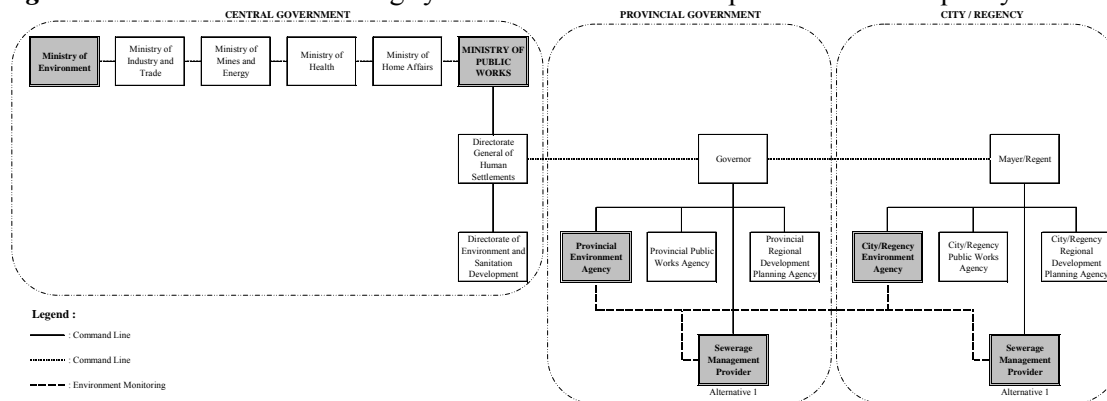 CENTRAL GOVERNMENT
PROVINCIAL GOVERNMENT
CITY / REGENCY
Ministry of
Environment
Ministry of
Industry and
Trade
Ministry of
Mines and
Energy
Ministry of
Health
Ministry of
Home Affairs
MINISTRY OF
PUBLIC
WORKS
Directorate
General of
Human
Settlements
Governor
Mayer/Regent
Directorate of
Environment and
Sanitation
Development
Provincial
Environment
Agency
Provincial Public
Works Agency
Provincial
Regional
Development
Planning Agency
City/Regency
Environment
Agency
City/Regency
Public Works
Agency
City/Regency
Regional
Development
Planning Agency
Legend :
: Command Line
: Command Line
: Environment Monitoring
Sewerage
Management
Provider
Alternative 1
Sewerage
Management
Provider
Alternative 1